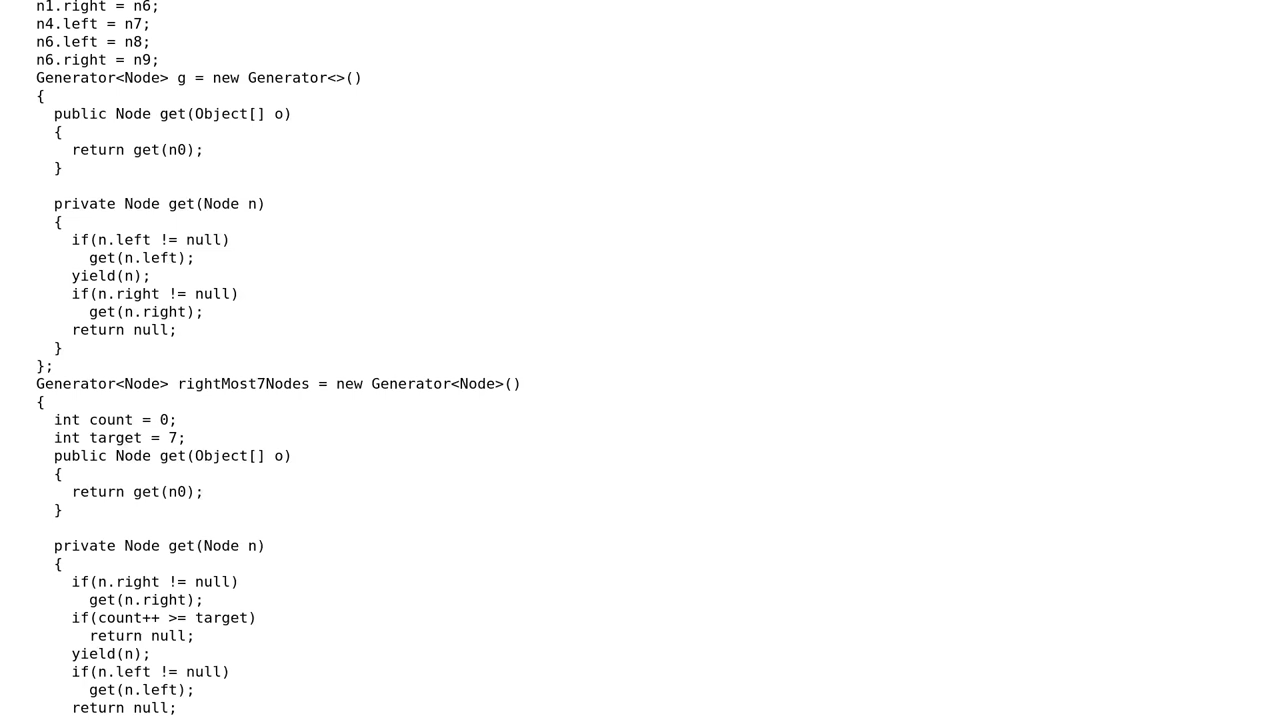 n1.right = n6;
n4.left = n7;
n6.left = n8;
n6.right = n9;
Generator<Node> g = new Generator<>()
{
  public Node get(Object[] o)
  {
    return get(n0);
  }

  private Node get(Node n)
  {
    if(n.left != null)
      get(n.left);
    yield(n);
    if(n.right != null)
      get(n.right);
    return null;
  }
};
Generator<Node> rightMost7Nodes = new Generator<Node>()
{
  int count = 0;
  int target = 7;
  public Node get(Object[] o)
  {
    return get(n0);
  }

  private Node get(Node n)
  {
    if(n.right != null)
      get(n.right);
    if(count++ >= target)
      return null;
    yield(n);
    if(n.left != null)
      get(n.left);
    return null;